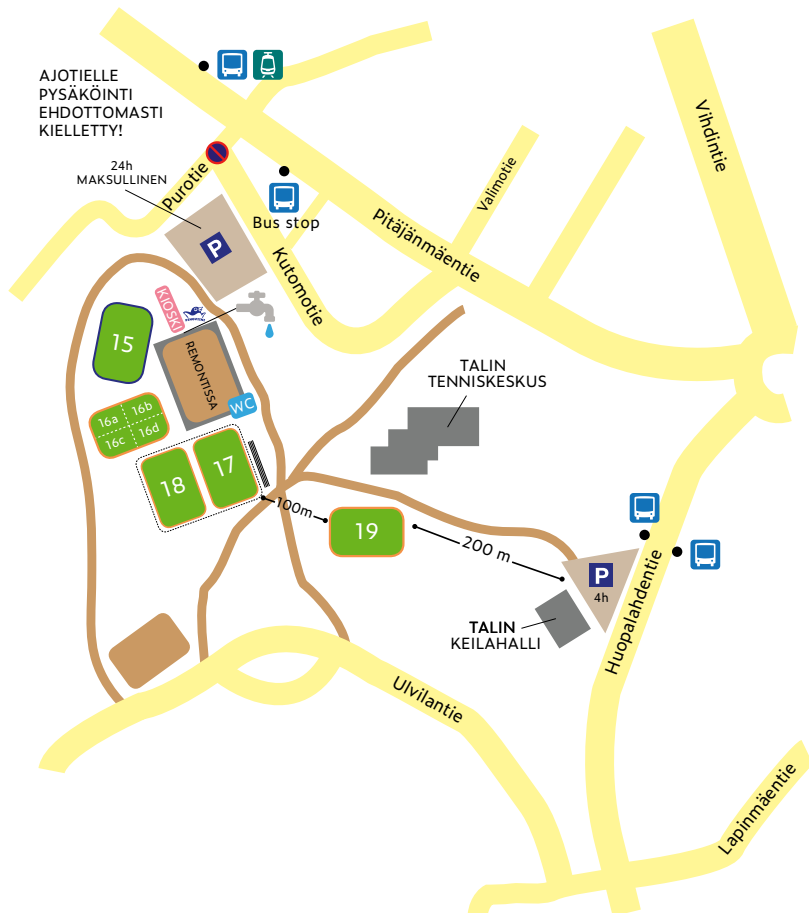 AJOTIELLE
PYSÄKÖINTI
EHDOTTOMASTI
KIELLETTY!
24h
MAKSULLINEN
Purotie
P
Bus stop
Kutomotie
Pitäjänmäentie
Valimotie
Vihdintie
KIOSKI
15
REMONTISSA
WC
16a
16b
16c
16d
17
18
TALIN
TENNISKESKUS
100m
19
200 m
P
4h
TALIN
KEILAHALLI
Huopalahdentie
Ulvilantie
Lapinmäentie